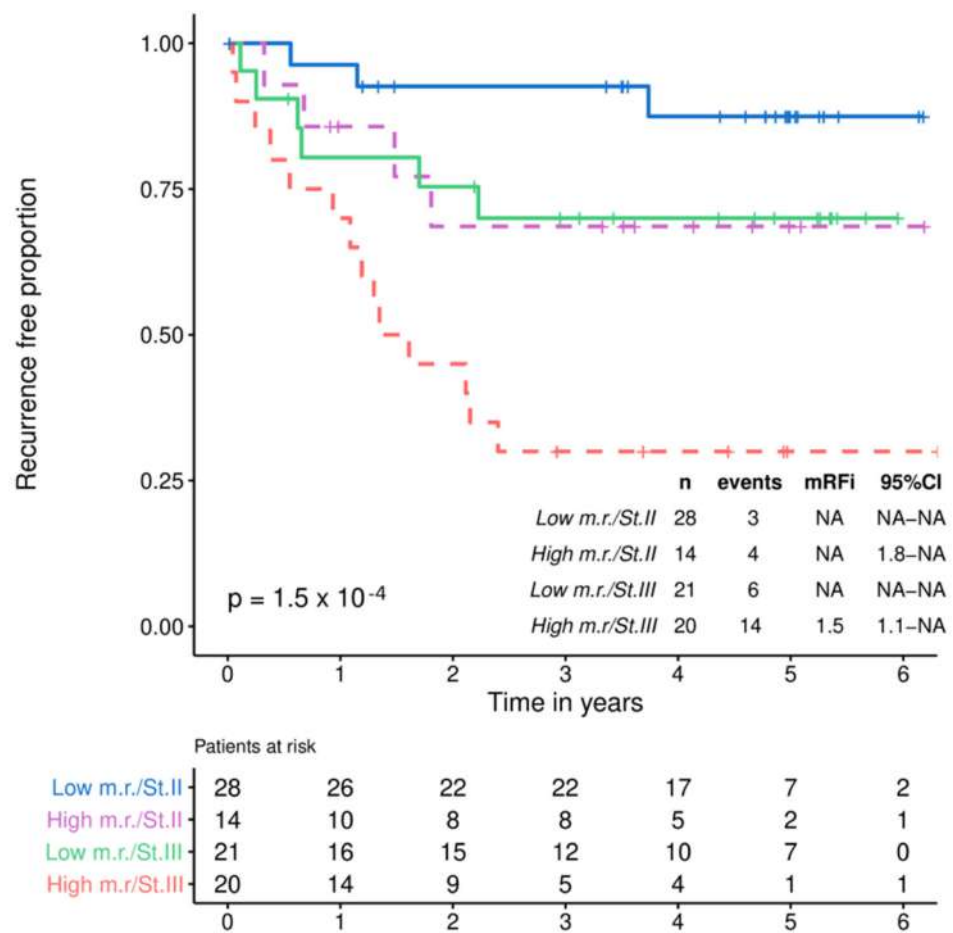 Recurrence free proportion
1.00
0.75
0.50
0.25
0.00
n events mRFi 95%CI
Low m.r./St.II 28 3 NA NA–NA
High m.r./St.II 14 4 NA 1.8–NA
Low m.r./St.III 21 6 NA NA–NA
High m.r/St.III 20 14 1.5 1.1–NA
p = 1.5 x 10-4
0 1 2 3 4 5 6
Time in years
Patients at risk
Low m.r./St.II 28 26 22 22 17 7 2
High m.r./St.II 14 10 8 8 5 2 1
Low m.r./St.III 21 16 15 12 10 7 0
High m.r/St.III 20 14 9 5 4 1 1
0 1 2 3 4 5 6